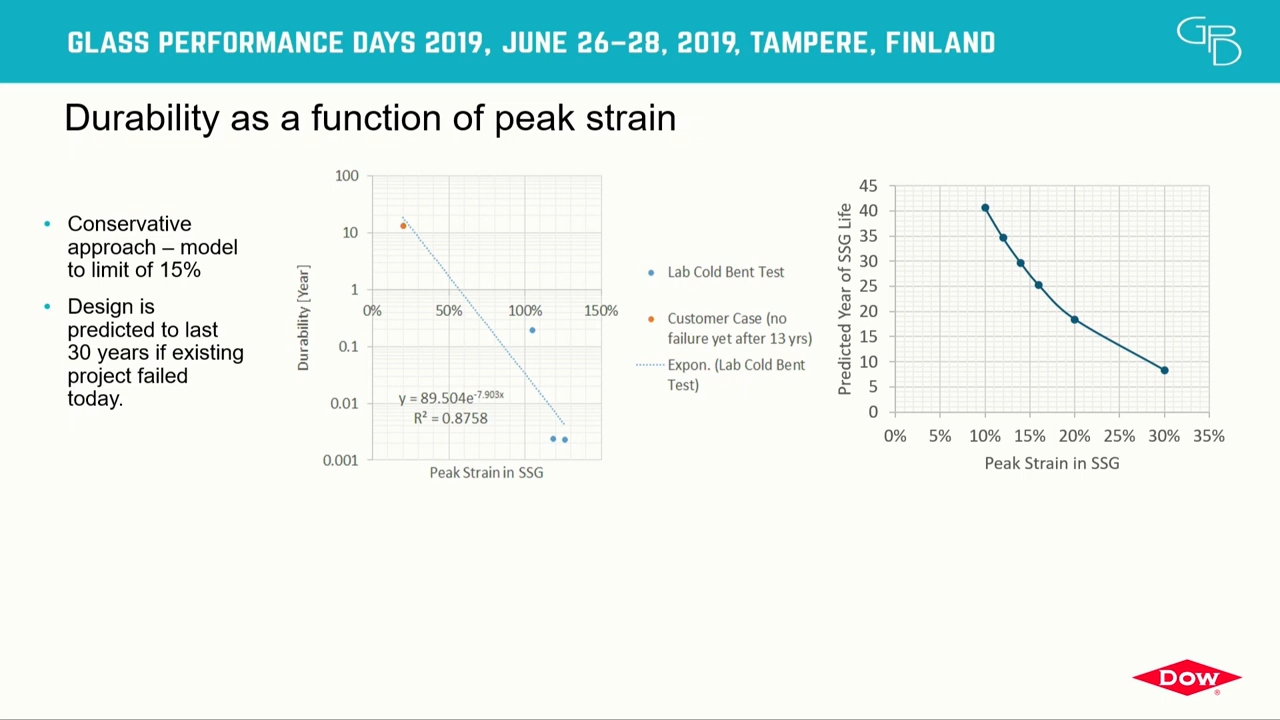 GLASS PERFORMANCE DAYS 2019, JUNE 26–28, 2019, TAMPERE, FINLAND
GPD
Durability as a function of peak strain
• Conservative
approach – model
to limit of 15%
• Design is
predicted to last
30 years if existing
project failed
today.
Durability [Year]
100
10
1
0.1
0.01
0.001
0% 50% 100% 150%
y = 89.504e^-7.903x
R² = 0.8758
Peak Strain in SSG
Lab Cold Bent Test
Customer Case (no
failure yet after 13 yrs)
Expon. (Lab Cold Bent
Test)
Predicted Year of SSG Life
45
40
35
30
25
20
15
10
5
0
0% 5% 10% 15% 20% 25% 30% 35%
Peak Strain in SSG
Dow®